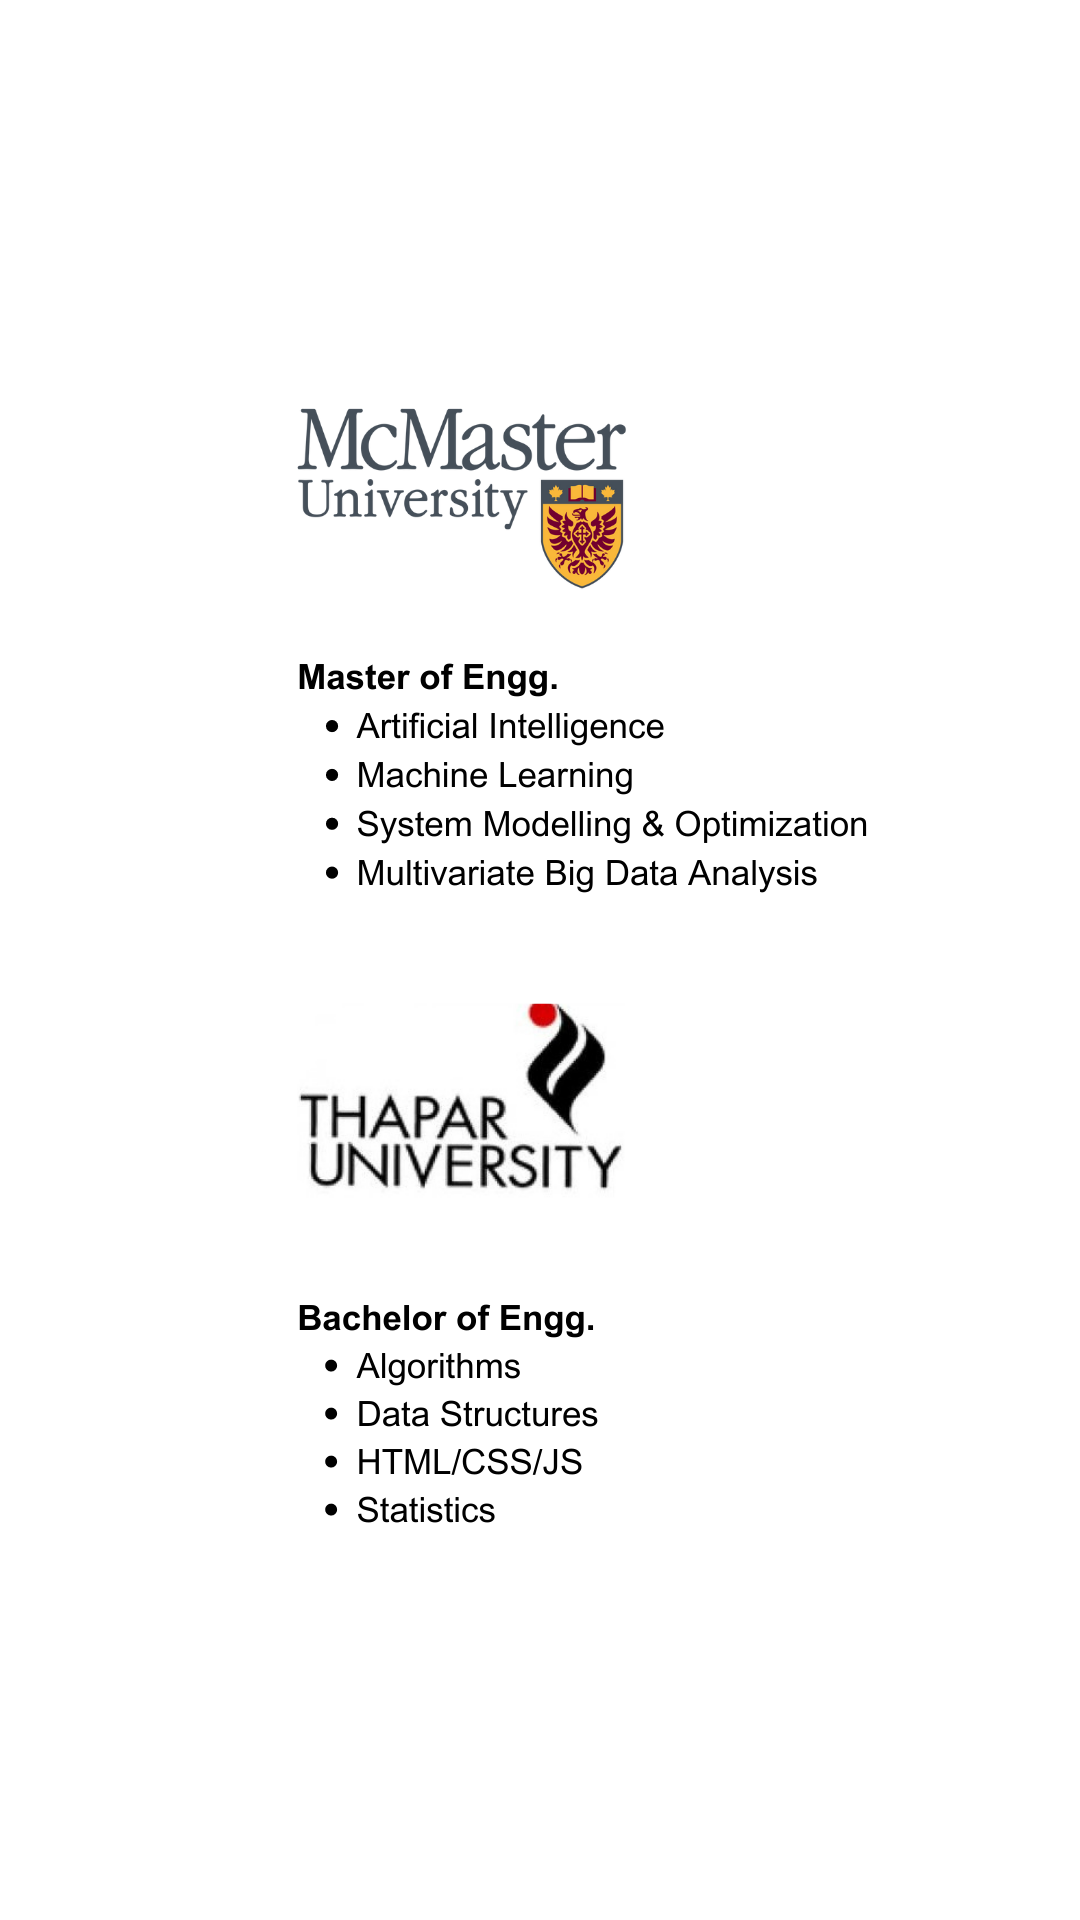 McMaster
University
Master of Engg.
• Artificial Intelligence
• Machine Learning
• System Modelling & Optimization
• Multivariate Big Data Analysis
THAPAR
UNIVERSITY
Bachelor of Engg.
• Algorithms
• Data Structures
• HTML/CSS/JS
• Statistics